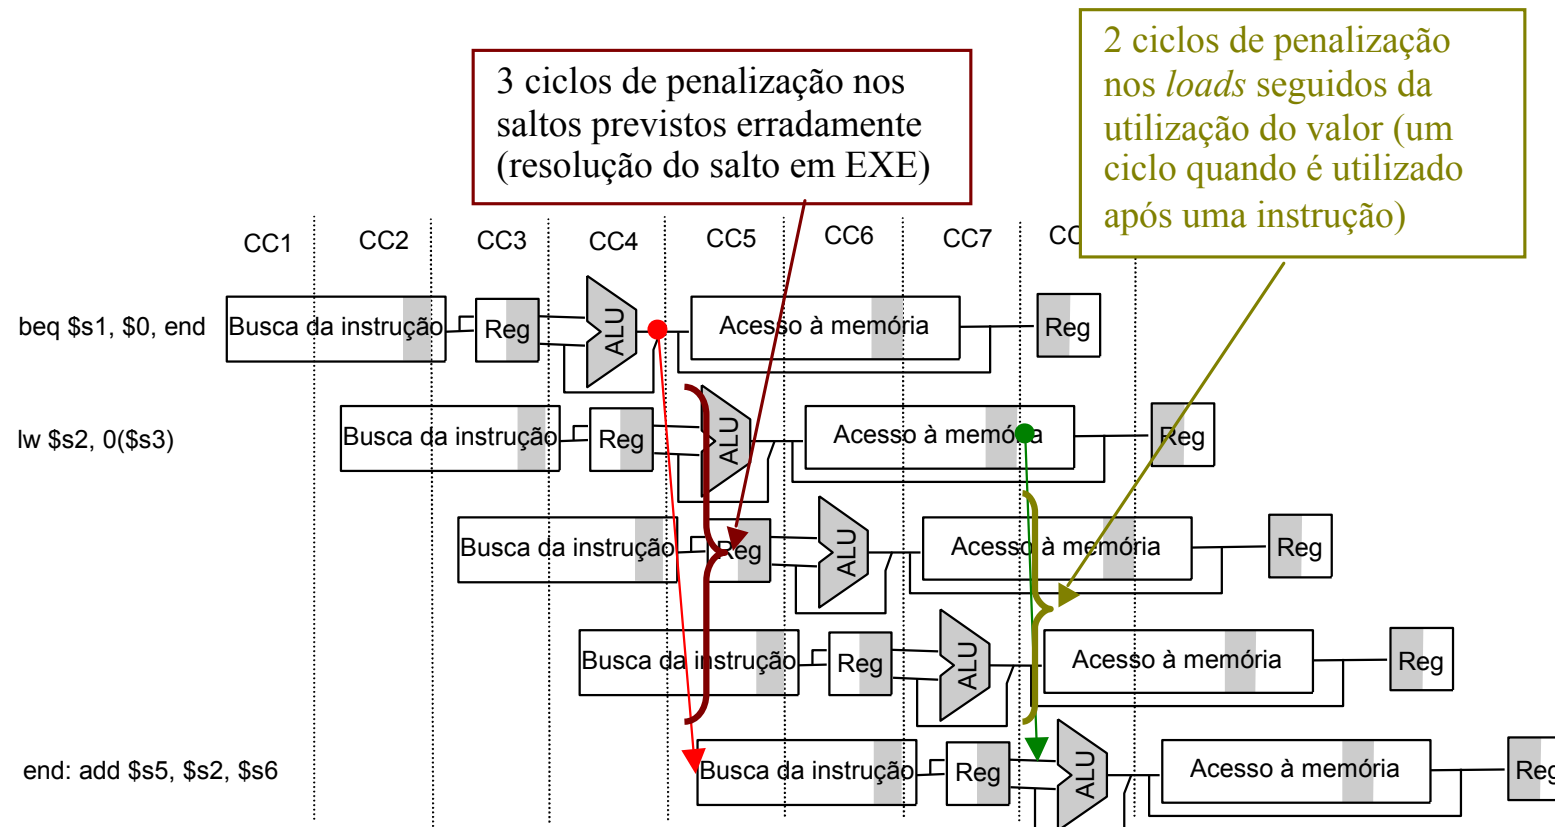 3 ciclos de penalização nos
saltos previstos erradamente
(resolução do salto em EXE)
2 ciclos de penalização
nos loads seguidos da
utilização do valor (um
ciclo quando é utilizado
após uma instrução)
CC1 CC2 CC3 CC4 CC5 CC6 CC7 CC
beq $s1, $0, end Busca da instrução Reg ALU Acesso à memória Reg
lw $s2, 0($s3) Busca da instrução Reg ALU Acesso à memória Reg
Busca da instrução Reg ALU Acesso à memória Reg
Busca da instrução Reg ALU Acesso à memória Reg
end: add $s5, $s2, $s6 Busca da instrução Reg ALU Acesso à memória Reg